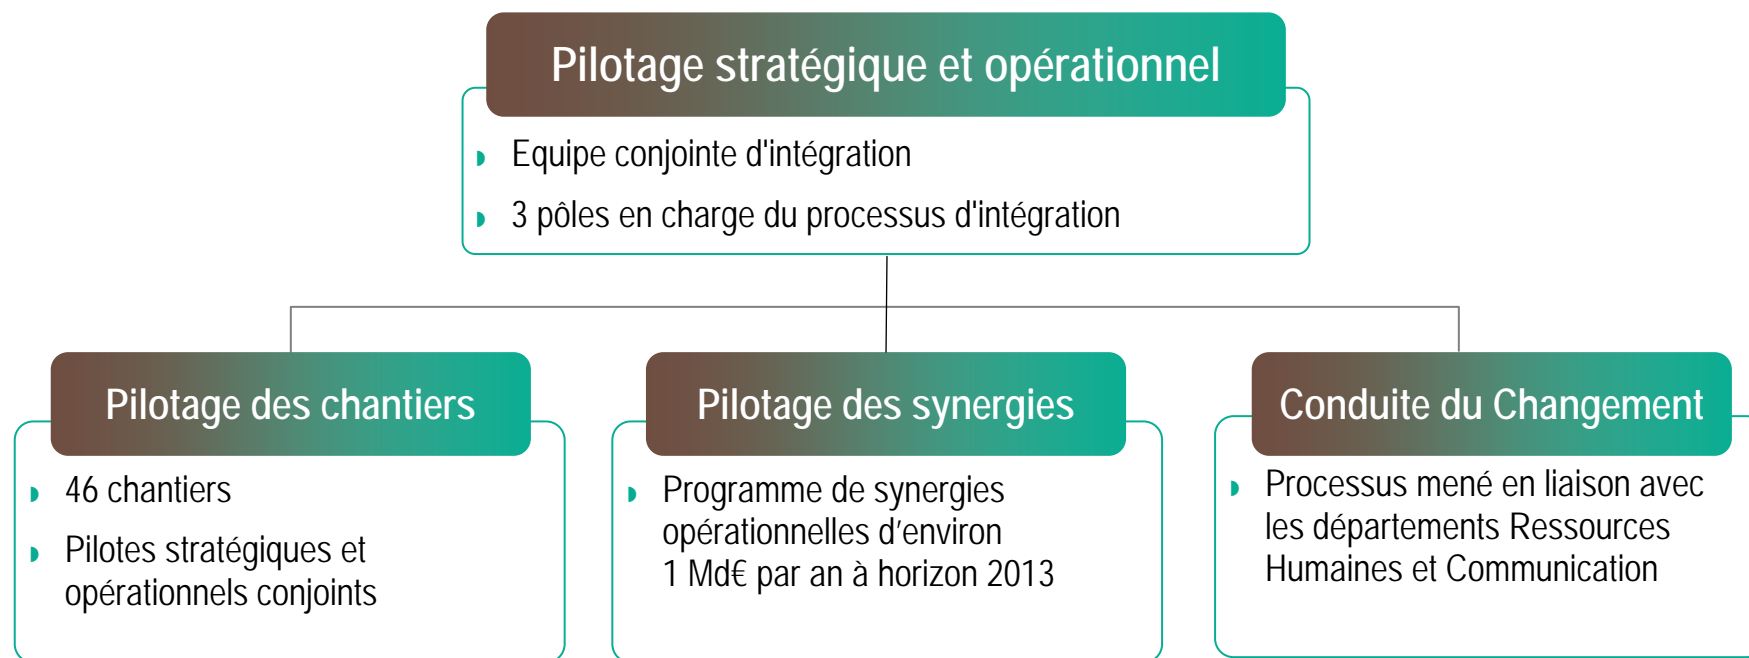 Pilotage stratégique et opérationnel
Equipe conjointe d'intégration
3 pôles en charge du processus d'intégration
Pilotage des chantiers
46 chantiers
Pilotes stratégiques et
opérationnels conjoints
Pilotage des synergies
Programme de synergies
opérationnelles d’environ
1 Md€ par an à horizon 2013
Conduite du Changement
Processus mené en liaison avec
les départements Ressources
Humaines et Communication